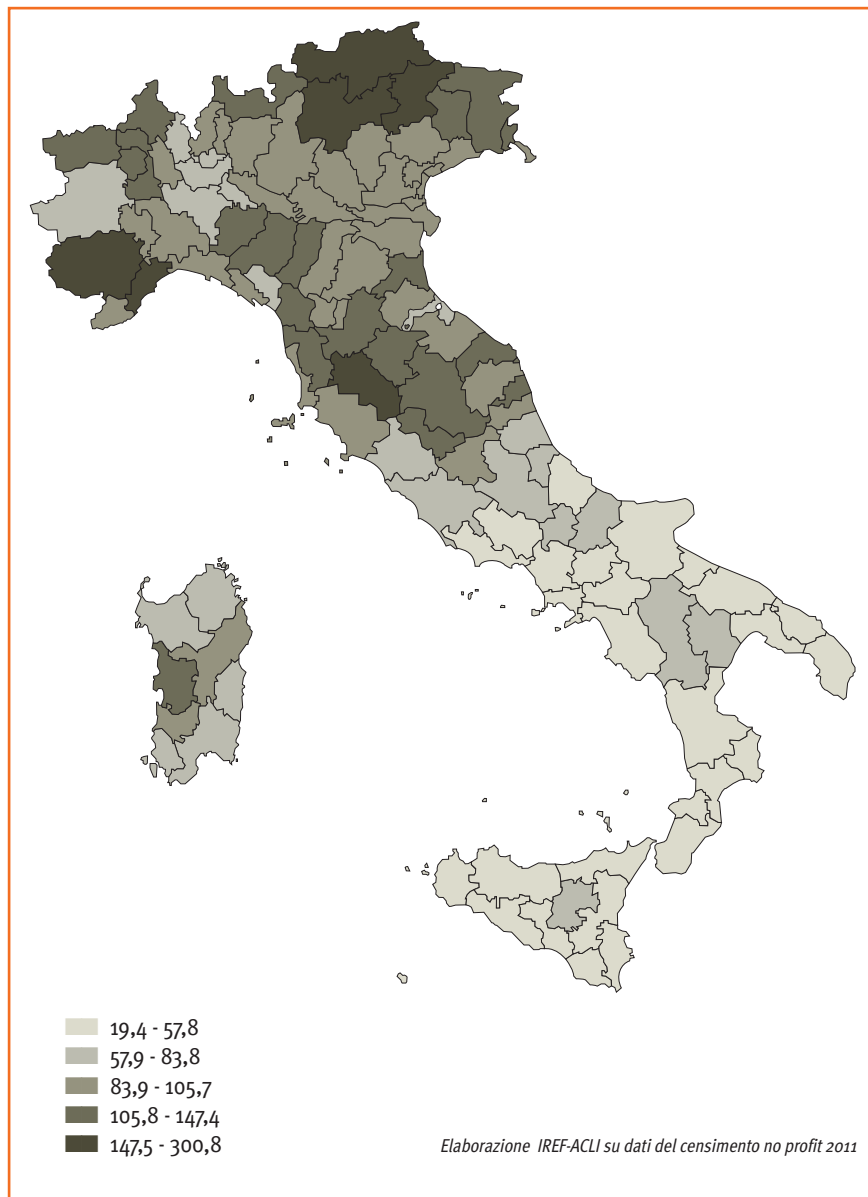 19,4 - 57,8
57,9 - 83,8
83,9 - 105,7
105,8 - 147,4
147,5 - 300,8
Elaborazione IREF-ACLI su dati del censimento no profit 2011